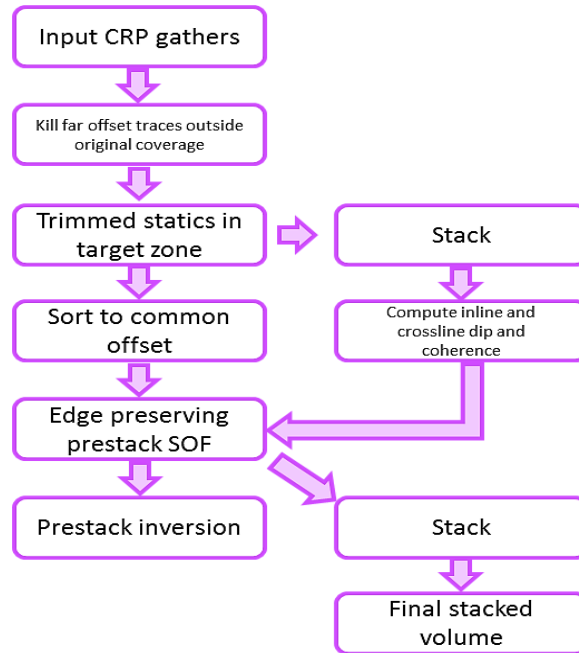 Input CRP gathers
Kill far offset traces outside
original coverage
Trimmed statics in
target zone
Stack
Sort to common
offset
Compute inline and
crossline dip and
coherence
Edge preserving
prestack SOF
Prestack inversion
Stack
Final stacked
volume